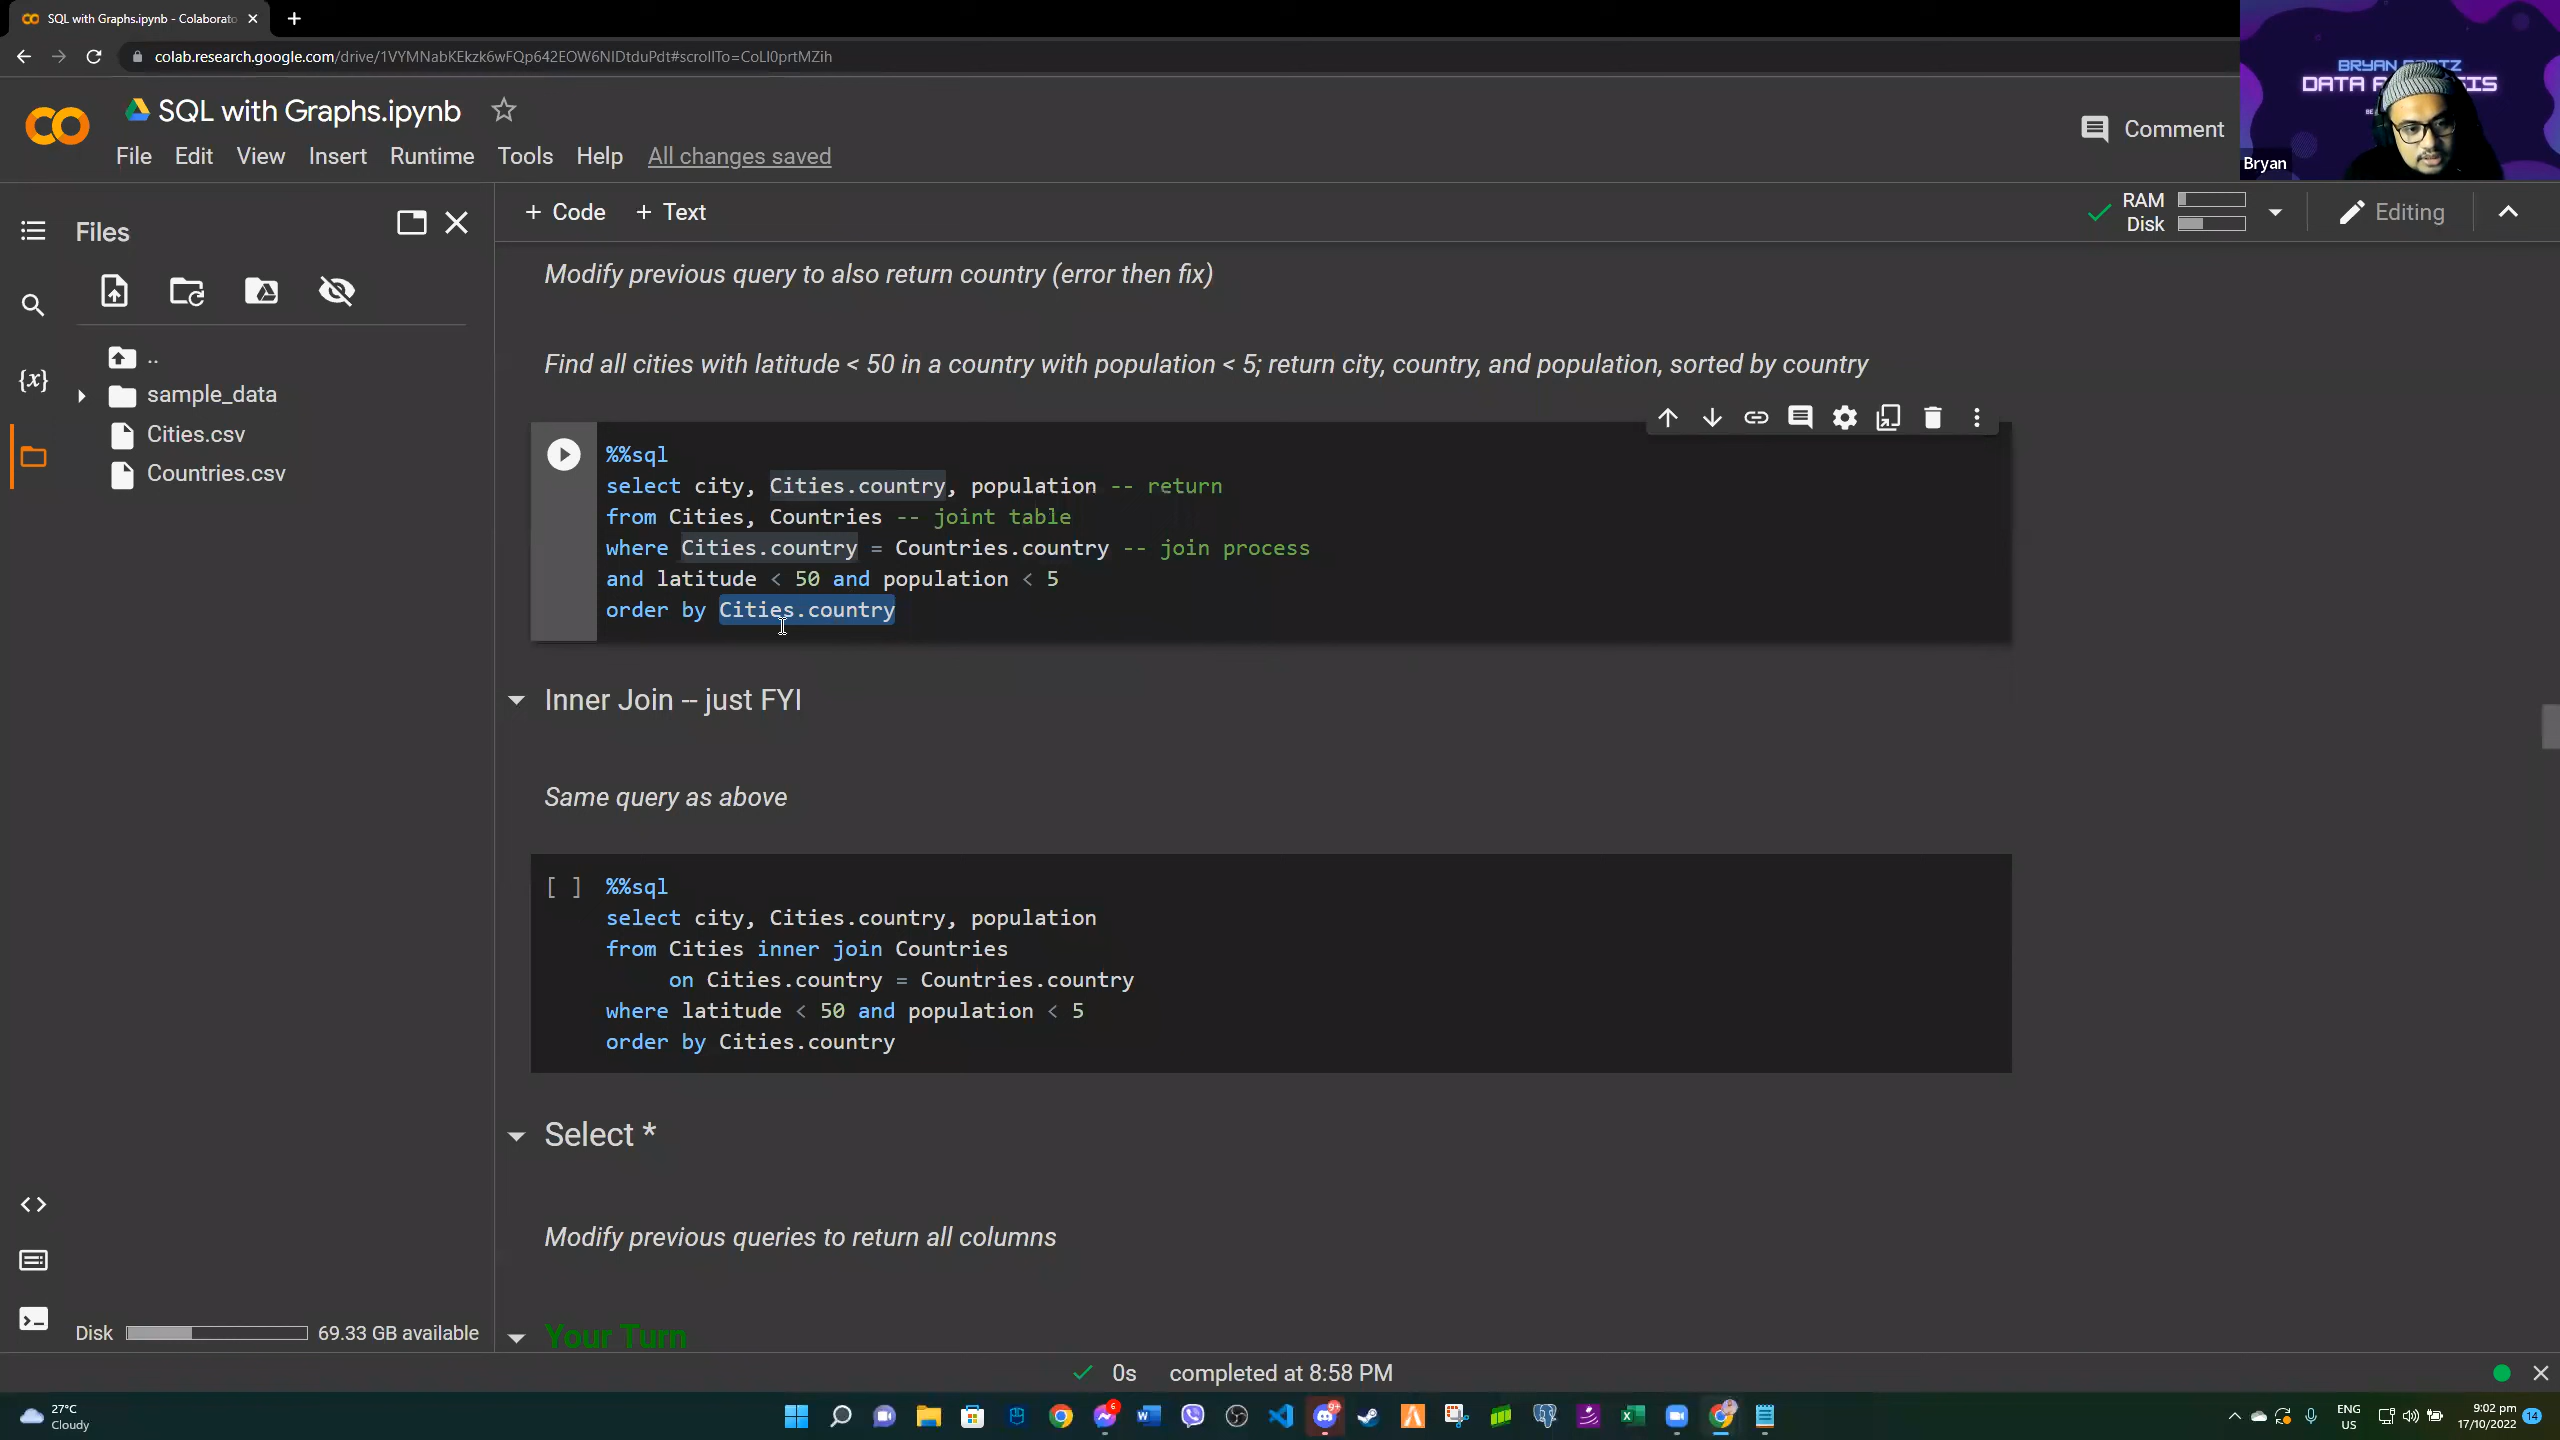 SQL with Graphs.ipynb - Colaborato
colab.research.google.com/drive/1VYMNabKEkzk6wFQp642EOW6NIDtduPdt#scrollTo=CoLI0prtMZih
SQL with Graphs.ipynb
File Edit View Insert Runtime Tools Help All changes saved
Comment
BRYAN
DATA
Bryan
Files
+ Code + Text
RAM
Disk
Editing
..
sample_data
Cities.csv
Countries.csv
{x}
Modify previous query to also return country (error then fix)
Find all cities with latitude < 50 in a country with population < 5; return city, country, and population, sorted by country
%%sql
select city, Cities.country, population -- return
from Cities, Countries -- joint table
where Cities.country = Countries.country -- join process
and latitude < 50 and population < 5
order by Cities.country
Inner Join -- just FYI
Same query as above
[ ] %%sql
select city, Cities.country, population
from Cities inner join Countries
on Cities.country = Countries.country
where latitude < 50 and population < 5
order by Cities.country
Select *
Modify previous queries to return all columns
Your Turn
Disk 69.33 GB available
0s completed at 8:58 PM
27°C
Cloudy
6
9+
ENG
US
9:02 pm
17/10/2022
14